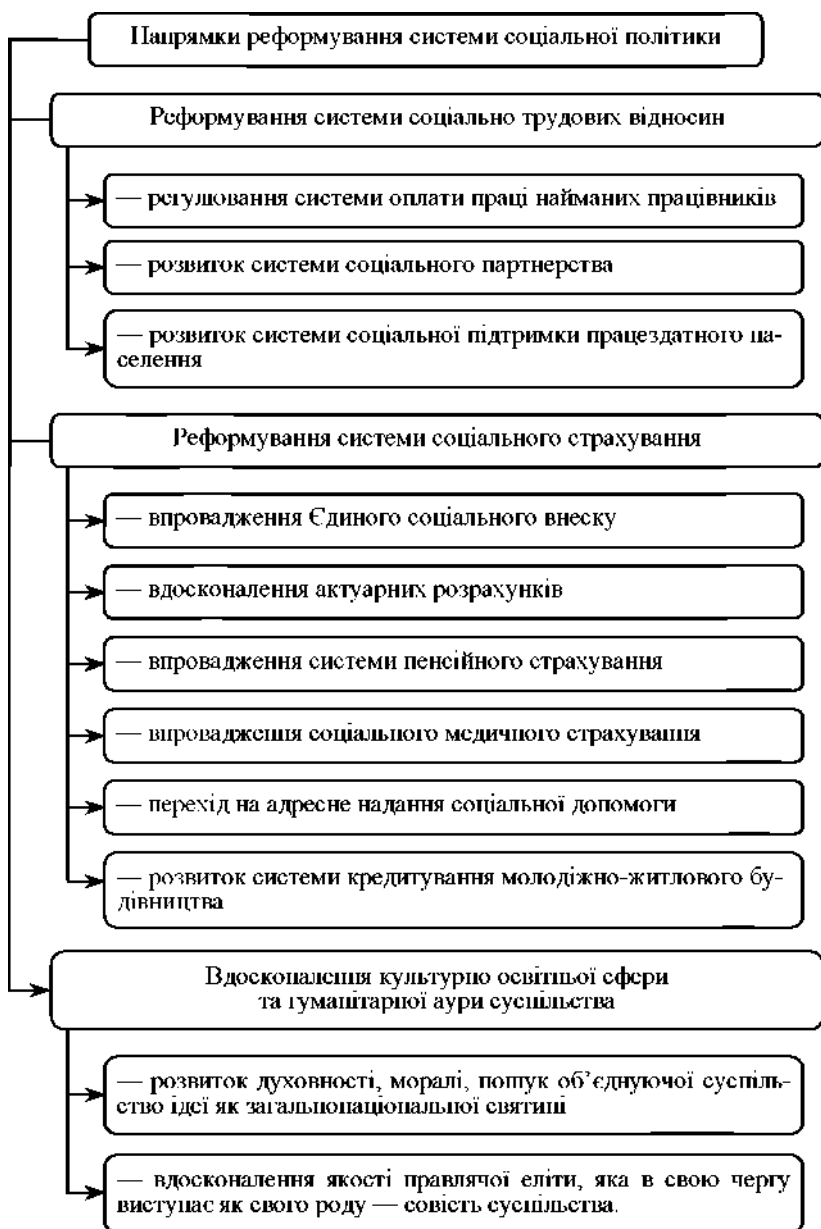 Напрямки реформування системи соціальної політики
Реформування системи соціально трудових відносин
— регулювання системи оплати праці найманих працівників
— розвиток системи соціального партнерства
— розвиток системи соціальної підтримки працездатного на-
селення
Реформування системи соціального страхування
— впровадження Єдиного соціального внеску
— вдосконалення актуарних розрахунків
— впровадження системи пенсійного страхування
— впровадження соціального медичного страхування
— перехід на адресне надання соціальної допомоги
— розвиток системи кредитування молодіжно-житлового бу-
дівництва
Вдосконалення культурно освітньої сфери
та гуманітарної аури суспільства
— розвиток духовності, моралі, пошук об’єднуючої суспіль-
ство ідеї як загальнонаціональної святині
— вдосконалення якості правлячої еліти, яка в свою чергу
виступає як свого роду — совість суспільства.